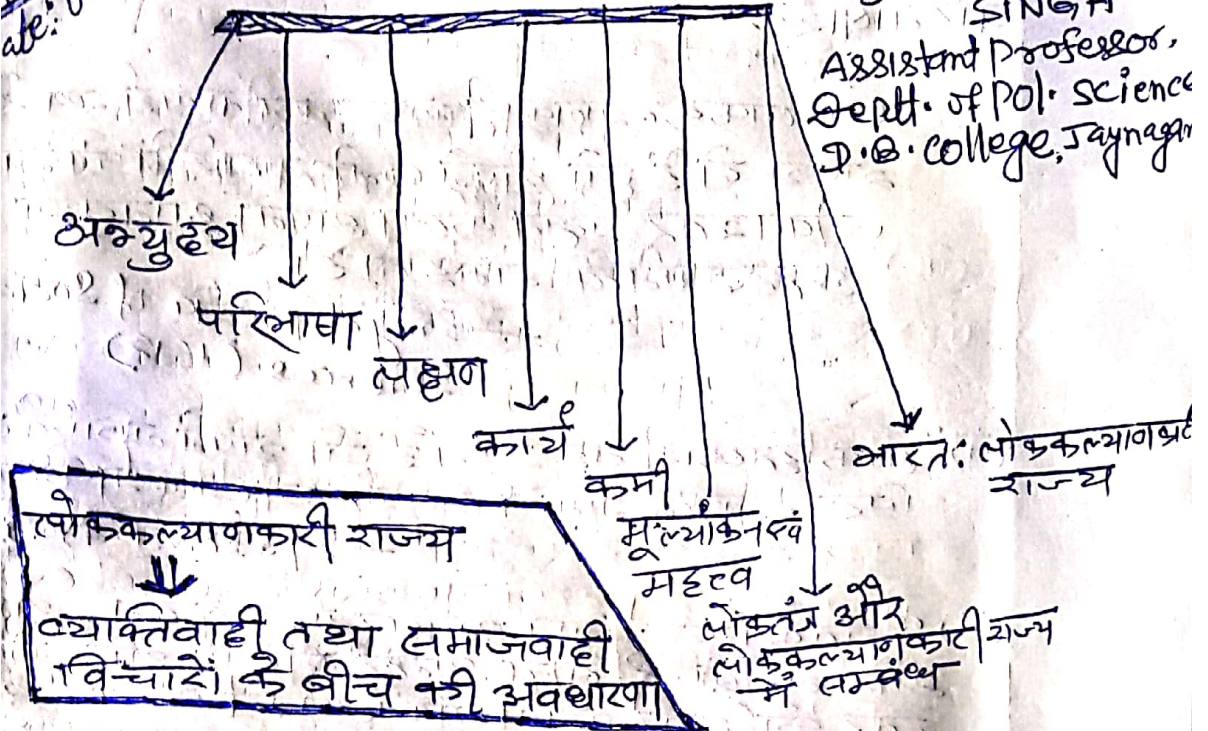 ate:
SINGH
Assistant Professor,
Deptt. of Pol. Science
D.B. College, Jaynagar
अभ्युदय
परिभाषा
लक्षण
कार्य
कमी
मूल्यांकन एवं
महत्व
लोकतंत्र और
लोककल्याणकारी राज्य
में सम्बंध
भारत: लोककल्याणकारी
राज्य
लोककल्याणकारी राज्य
व्यक्तिवादी तथा समाजवादी
विचारों के बीच की अवधारणा